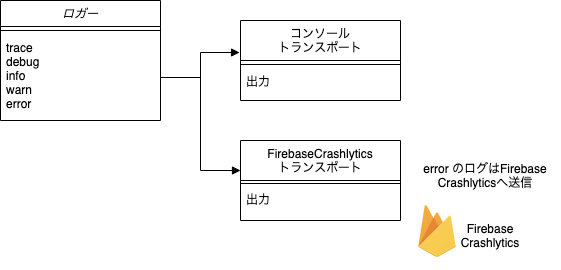 ロガー
trace
debug
info
warn
error
コンソール
トランスポート
出力
FirebaseCrashlytics
トランスポート
出力
error のログはFirebase
Crashlyticsへ送信
Firebase
Crashlytics